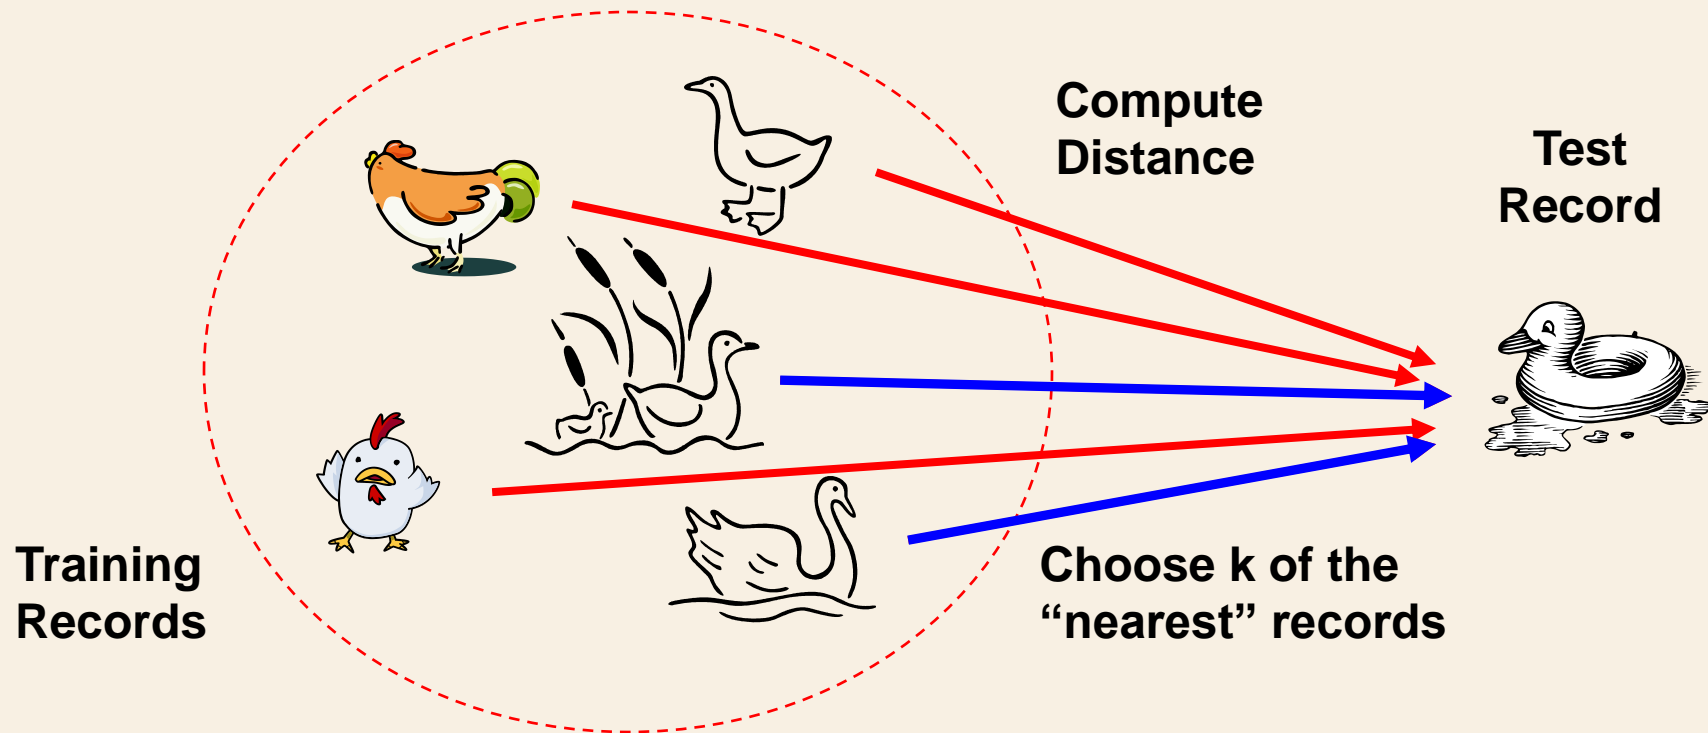 Compute
Distance
Test
Record
Training
Records
Choose k of the
“nearest” records